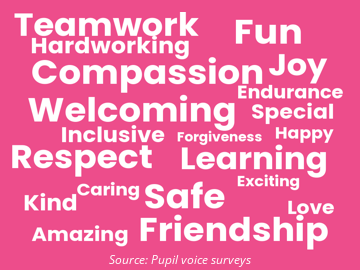 Teamwork
Fun
Hardworking
Compassion
Joy
Endurance
Welcoming
Special
Inclusive
Forgiveness
Happy
Respect
Learning
Exciting
Caring
Safe
Kind
Love
Amazing
Friendship
Source: Pupil voice surveys